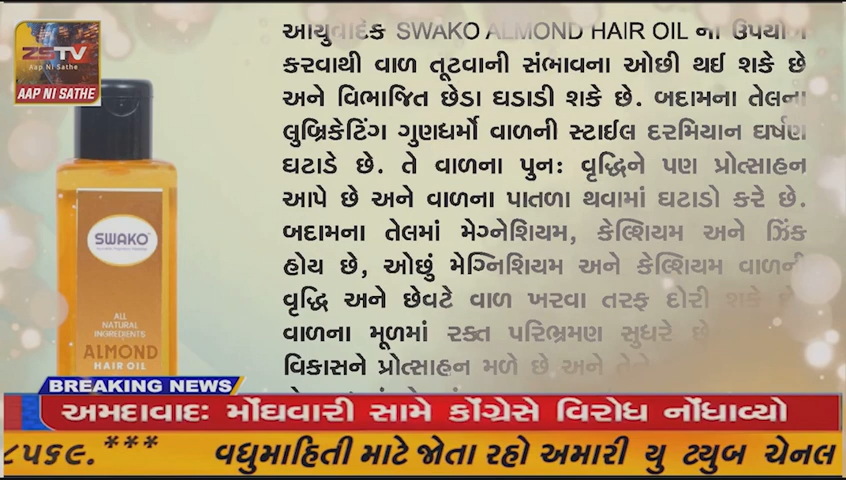 ZSTV
Aap Ni Sathe
AAP NI SATHE
આયુર્વેદિક SWAKO ALMOND HAIR OIL ના ઉપયોગ
કરવાથી વાળ તૂટવાની સંભાવના ઓછી થઈ શકે છે
અને વિભાજિત છેડા ઘડાડી શકે છે. બદામના તેલના
લુબ્રિકેટિંગ ગુણધર્મો વાળની સ્ટાઈલ દરમિયાન ઘર્ષણ
ઘટાડે છે. તે વાળના પુનઃ વૃદ્ધિને પણ પ્રોત્સાહન
આપે છે અને વાળના પાતળા થવામાં ઘટાડો કરે છે.
બદામના તેલમાં મેગ્નેશિયમ, કેલ્શિયમ અને ઝિંક
હોય છે, ઓછું મેગ્નિશિયમ અને કેલ્શિયમ વાળની
વૃદ્ધિ અને છેવટે વાળ ખરવા તરફ દોરી શકે છે.
વાળના મૂળમાં રક્ત પરિભ્રમણ સુધરે છે
વિકાસને પ્રોત્સાહન મળે છે અને તેને
SWAKO
ALL
NATURAL
INGREDIENTS
ALMOND
HAIR OIL
BREAKING NEWS
અમદાવાદઃ મોંઘવારી સામે કોંગ્રેસે વિરોધ નોંધાવ્યો
૮૫૬૯.*** વધુમાહિતી માટે જોતા રહો અમારી યુ ટ્યુબ ચેનલ